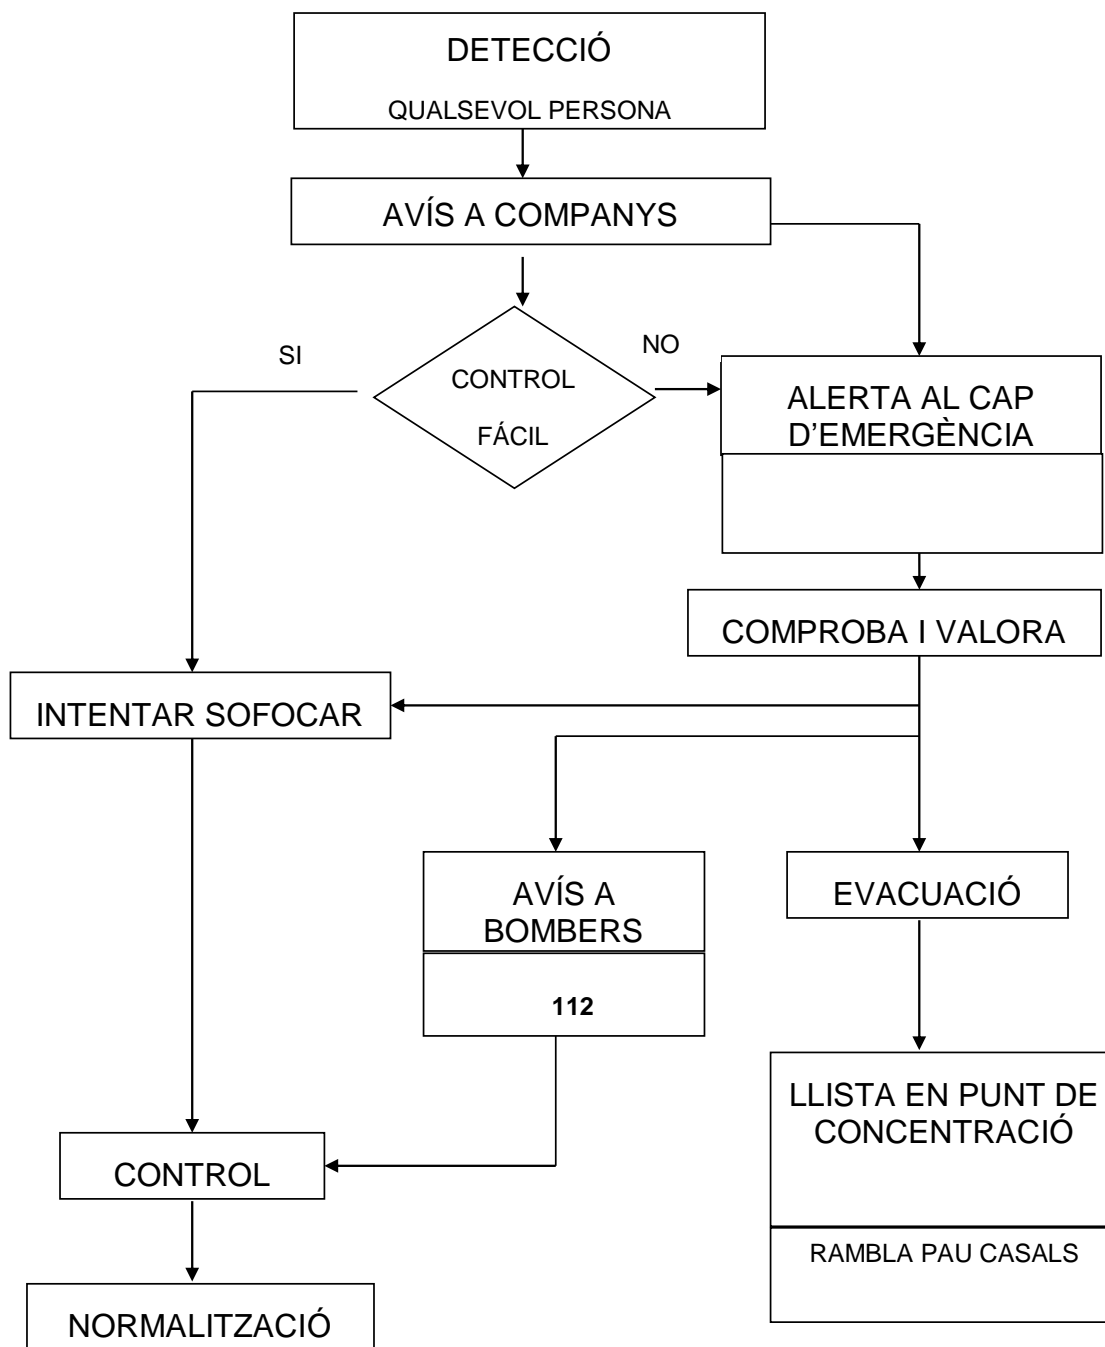 DETECCIÓ
QUALSEVOL PERSONA
AVÍS A COMPANYS
SI
NO
CONTROL
FÁCIL
ALERTA AL CAP
D'EMERGÈNCIA
COMPROBA I VALORA
INTENTAR SOFOCAR
AVÍS A
BOMBERS
112
EVACUACIÓ
LLISTA EN PUNT DE
CONCENTRACIÓ
RAMBLA PAU CASALS
CONTROL
NORMALITZACIÓ